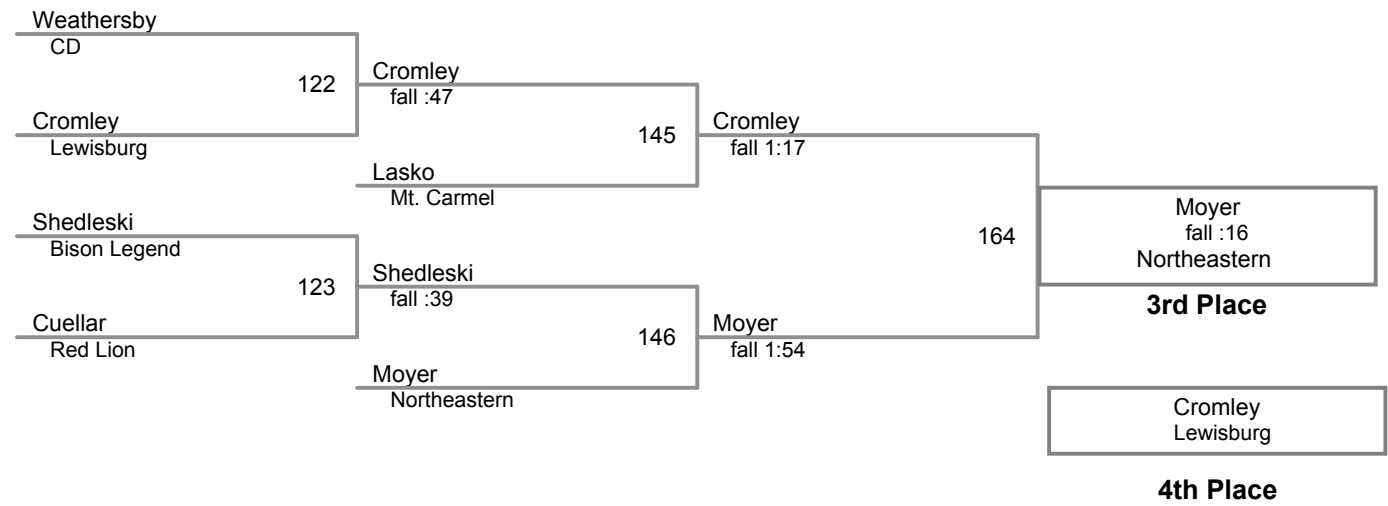 Weathersby
CD
122
Cromley
Lewisburg
Cromley
fall :47
145
Lasko
Mt. Carmel
Cromley
fall 1:17
Shedleski
Bison Legend
123
Cuellar
Red Lion
Shedleski
fall :39
146
Moyer
Northeastern
Moyer
fall 1:54
164
Moyer
fall :16
Northeastern
3rd Place
Cromley
Lewisburg
4th Place